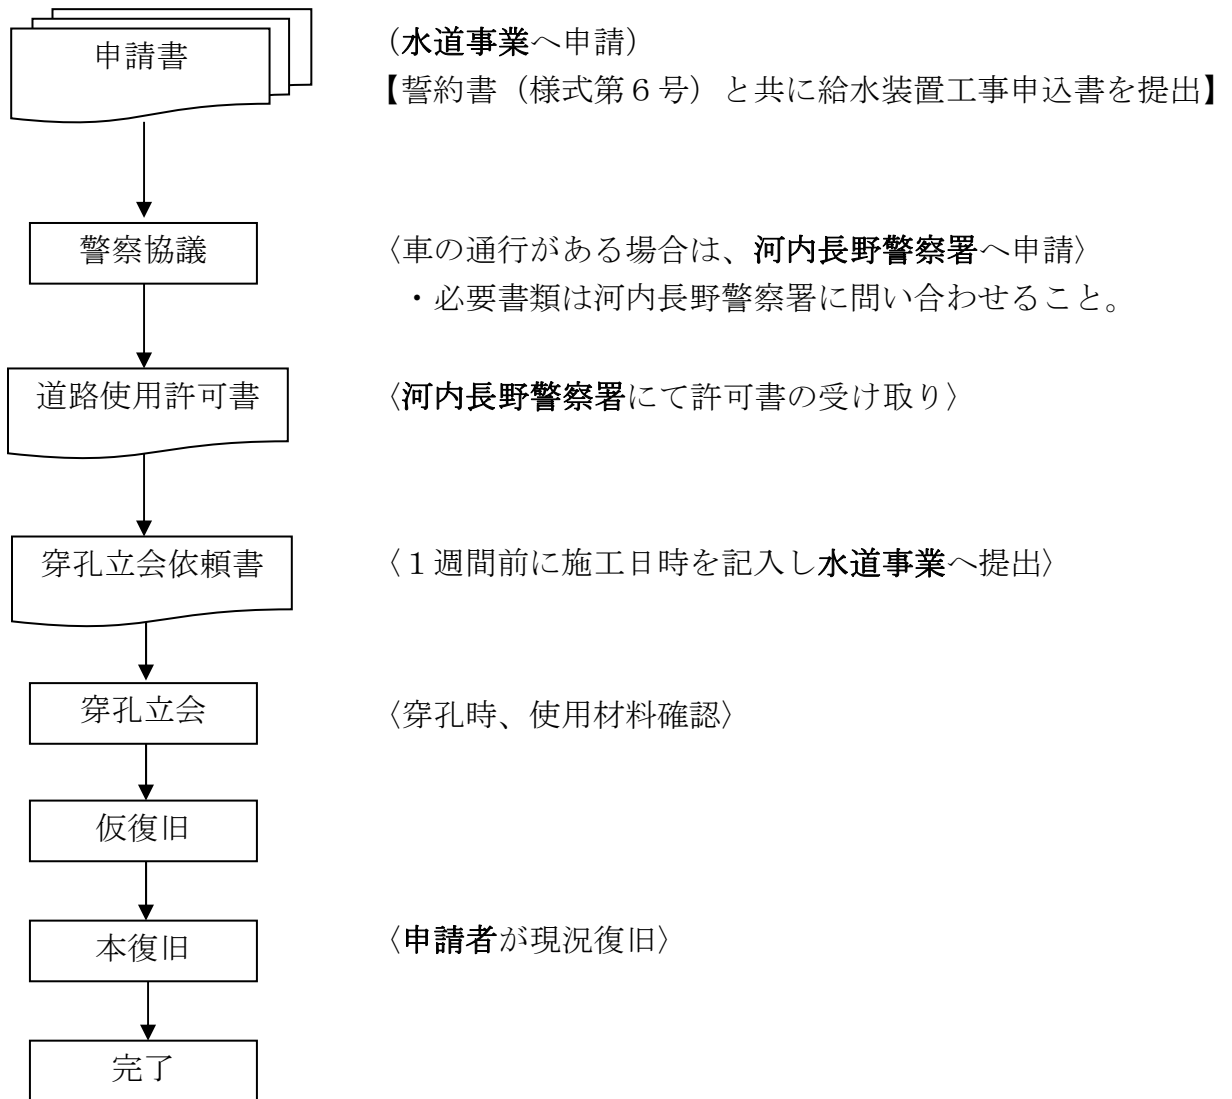 申請書
（水道事業へ申請）
【誓約書（様式第６号）と共に給水装置工事申込書を提出】
警察協議
〈車の通行がある場合は、河内長野警察署へ申請〉
・必要書類は河内長野警察署に問い合わせること。
道路使用許可書
〈河内長野警察署にて許可書の受け取り〉
穿孔立会依頼書
〈１週間前に施工日時を記入し水道事業へ提出〉
穿孔立会
〈穿孔時、使用材料確認〉
仮復旧
本復旧
〈申請者が現況復旧〉
完了